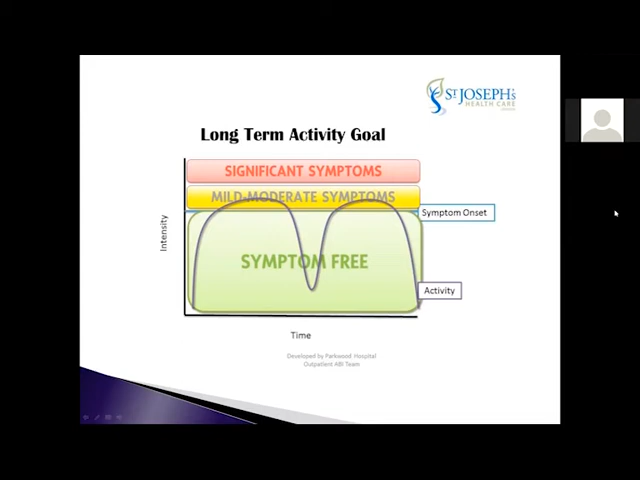 ST JOSEPH'S
HEALTH CARE
Long Term Activity Goal
SIGNIFICANT SYMPTOMS
MILD-MODERATE SYMPTOMS
Symptom Onset
Intensity
SYMPTOM FREE
Activity
Time
Developed by Parkwood Hospital
Outpatient ABI Team